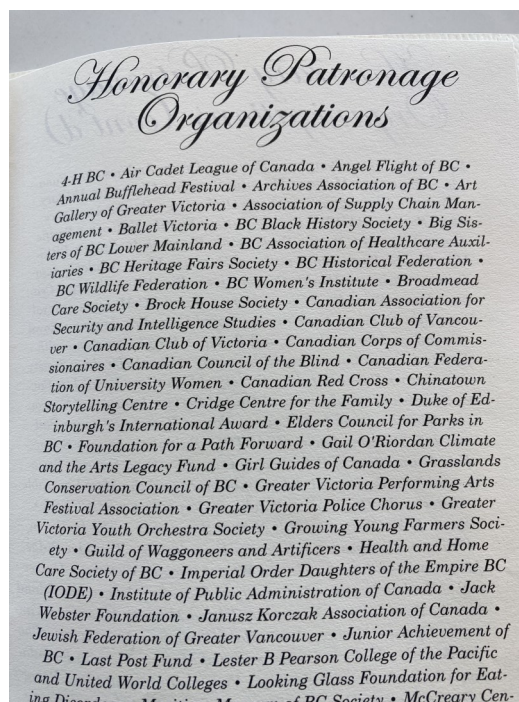 Honorary Patronage
Organizations
4-H BC • Air Cadet League of Canada • Angel Flight of BC •
Annual Bufflehead Festival • Archives Association of BC • Art
Gallery of Greater Victoria • Association of Supply Chain Man-
agement • Ballet Victoria • BC Black History Society • Big Sis-
ters of BC Lower Mainland • BC Association of Healthcare Auxil-
iaries • BC Heritage Fairs Society • BC Historical Federation •
BC Wildlife Federation • BC Women's Institute • Broadmead
Care Society • Brock House Society • Canadian Association for
Security and Intelligence Studies • Canadian Club of Vancou-
ver • Canadian Club of Victoria • Canadian Corps of Commis-
sionaires • Canadian Council of the Blind • Canadian Federa-
tion of University Women • Canadian Red Cross • Chinatown
Storytelling Centre • Cridge Centre for the Family • Duke of Ed-
inburgh's International Award • Elders Council for Parks in
BC • Foundation for a Path Forward • Gail O'Riordan Climate
and the Arts Legacy Fund • Girl Guides of Canada • Grasslands
Conservation Council of BC • Greater Victoria Performing Arts
Festival Association • Greater Victoria Police Chorus • Greater
Victoria Youth Orchestra Society • Growing Young Farmers Soci-
ety • Guild of Waggoneers and Artificers • Health and Home
Care Society of BC • Imperial Order Daughters of the Empire BC
(IODE) • Institute of Public Administration of Canada • Jack
Webster Foundation • Janusz Korczak Association of Canada •
Jewish Federation of Greater Vancouver • Junior Achievement of
BC • Last Post Fund • Lester B Pearson College of the Pacific
and United World Colleges • Looking Glass Foundation for Eat-
ing Disorders • Maritime Museum of BC Society • McCreary Cen-